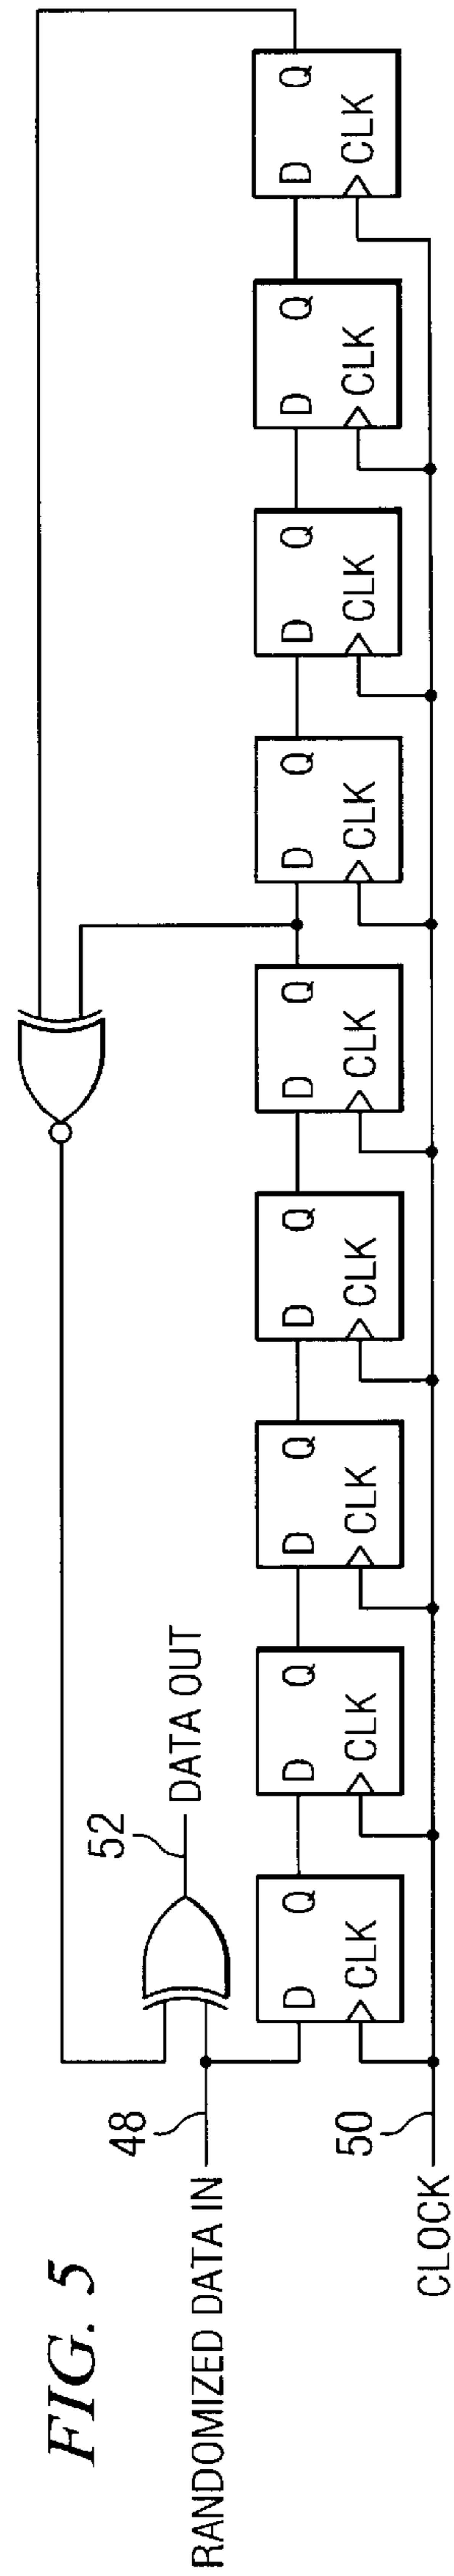 FIG. 5
RANDOMIZED DATA IN
48
52
DATA OUT
CLOCK
50
D Q
CLK
D Q
CLK
D Q
CLK
D Q
CLK
D Q
CLK
D Q
CLK
D Q
CLK
D Q
CLK
D Q
CLK